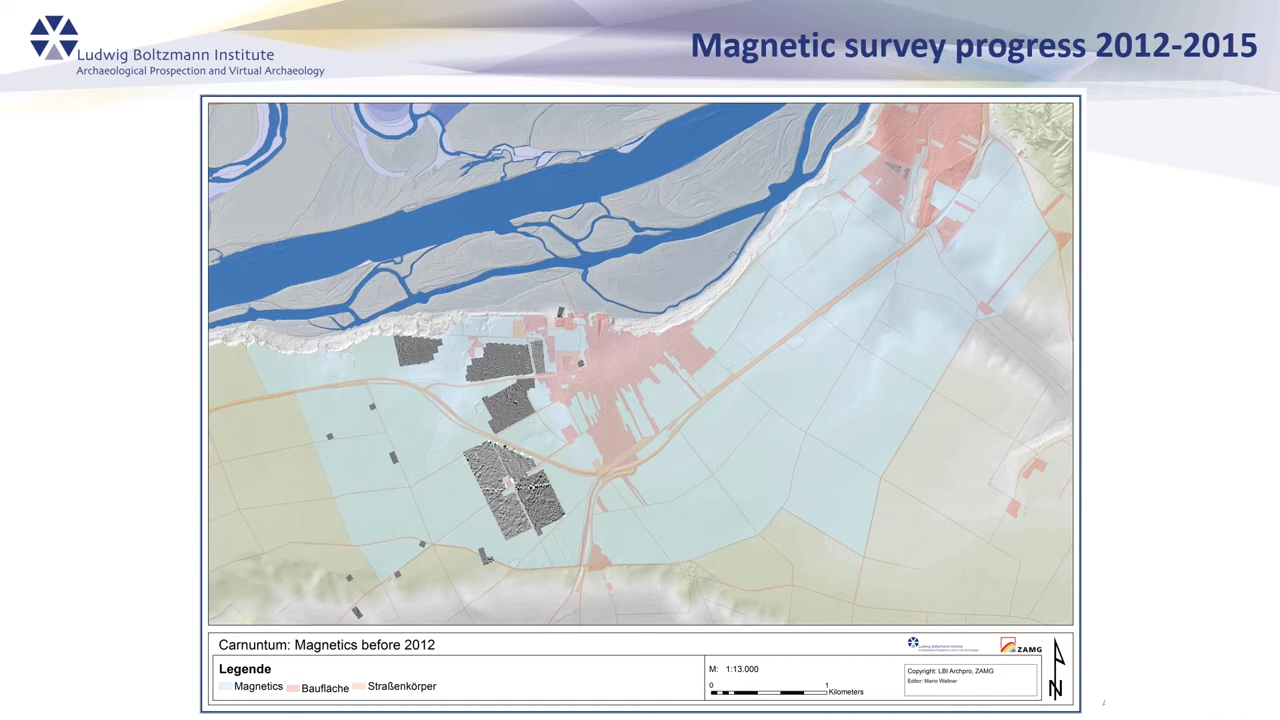 Ludwig Boltzmann Institute
Archaeological Prospection and Virtual Archaeology
Magnetic survey progress 2012-2015
Carnuntum: Magnetics before 2012
Legende
Magnetics Baufläche Straßenkörper
M: 1:13.000
0 1
Kilometers
ZAMG
Copyright: LBI Archpro, ZAMG
Editor: Mario Wallner
N